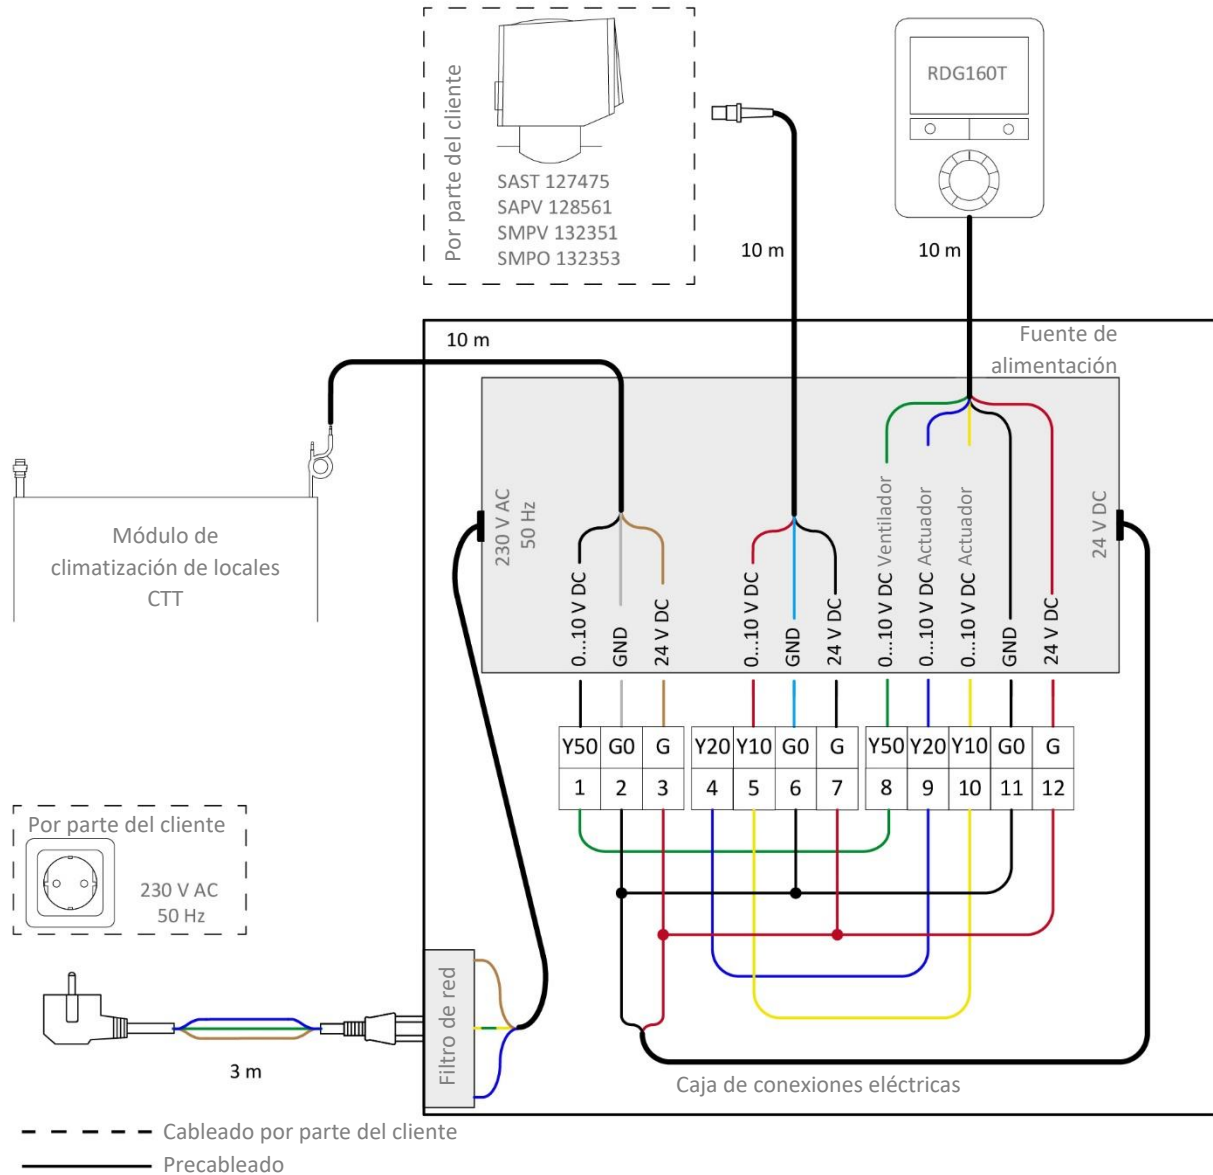 Por parte del cliente
SAST 127475
SAPV 128561
SMPV 132351
SMPO 132353
RDG160T
10 m
10 m
10 m
Fuente de
alimentación
Módulo de
climatización de locales
CTT
230 V AC
50 Hz
0...10 V DC
GND
24 V DC
0...10 V DC
GND
24 V DC
0...10 V DC Ventilador
0...10 V DC Actuador
0...10 V DC Actuador
GND
24 V DC
24 V DC
Y50 G0 G Y20 Y10 G0 G Y50 Y20 Y10 G0 G
1 2 3 4 5 6 7 8 9 10 11 12
Por parte del cliente
230 V AC
50 Hz
Filtro de red
3 m
Caja de conexiones eléctricas
Cableado por parte del cliente
Precableado